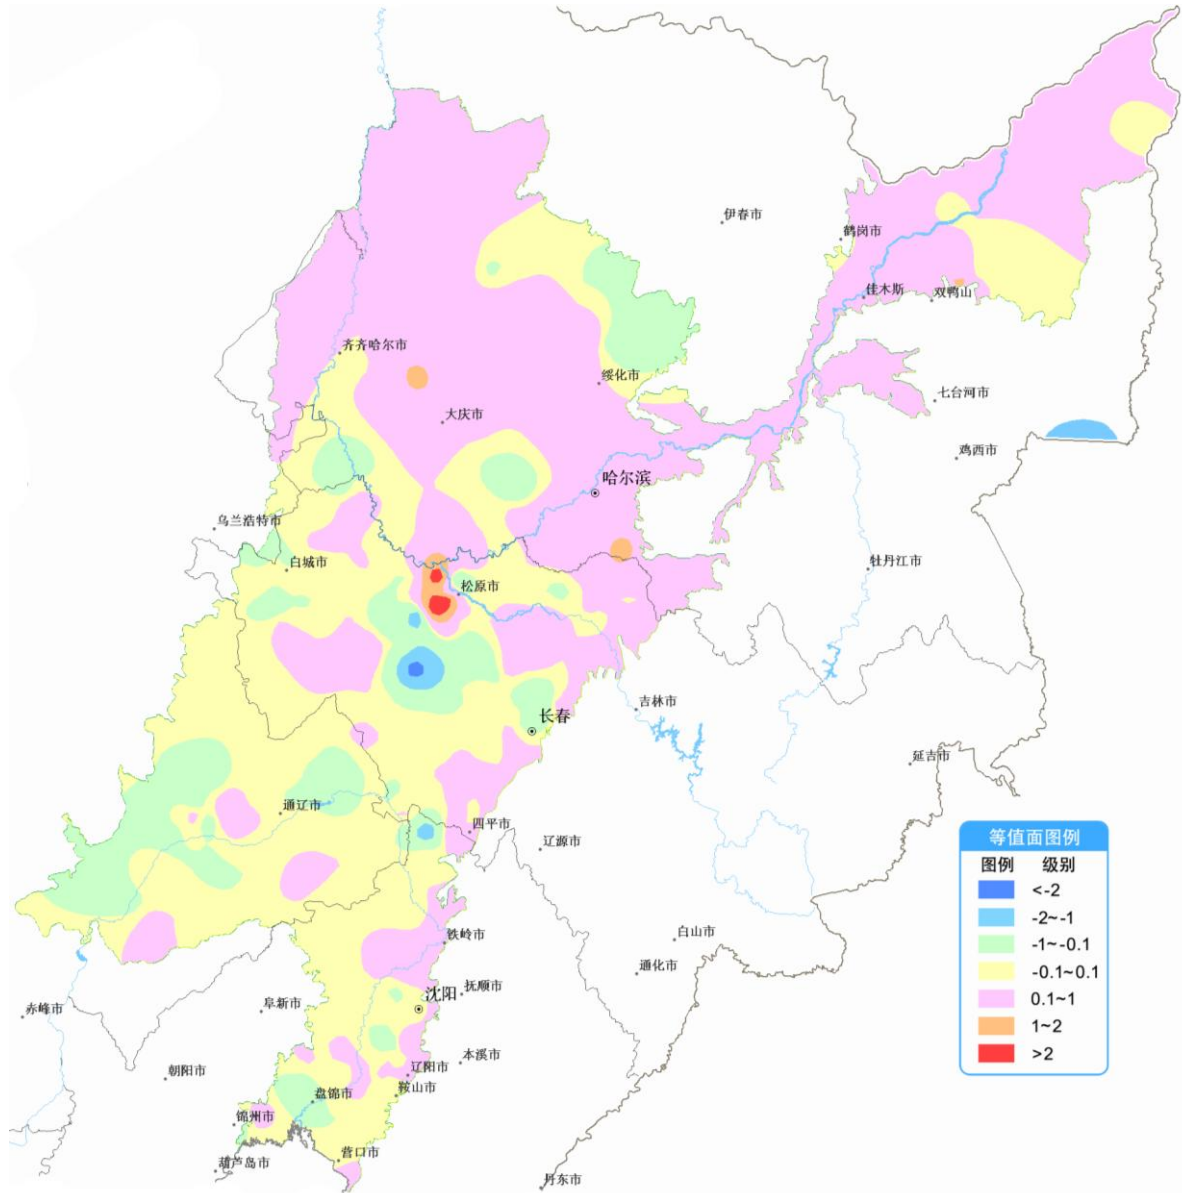 伊春市
鹤岗市
佳木斯
双鸭山
齐齐哈尔市
绥化市
七台河市
大庆市
鸡西市
哈尔滨
乌兰浩特市
白城市
牡丹江市
松原市
吉林市
长春
延吉市
通辽市
四平市
辽源市
等值面图例
图例 级别
<-2
-2~-1
-1~-0.1
-0.1~0.1
0.1~1
1~2
>2
铁岭市
白山市
通化市
沈阳
抚顺市
赤峰市
阜新市
朝阳市
辽阳市
本溪市
盘锦市
鞍山市
锦州市
营口市
葫芦岛市
丹东市